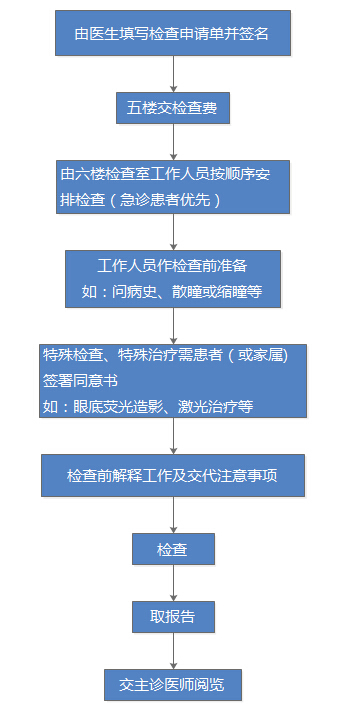 由医生填写检查申请单并签名
五楼交检查费
由六楼检查室工作人员按顺序安
排检查（急诊患者优先）
工作人员作检查前准备
如：问病史、散瞳或缩瞳等
特殊检查、特殊治疗需患者（或家属)
签署同意书
如：眼底荧光造影、激光治疗等
检查前解释工作及交代注意事项
检查
取报告
交主诊医师阅览